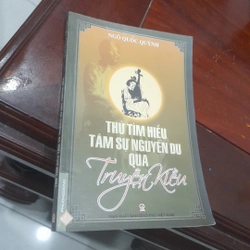 NGÔ QUỐC QUÝNH
THỬ TÌM HIỂU
TÂM SỰ NGUYỄN DU
QUA
Truyện Kiều